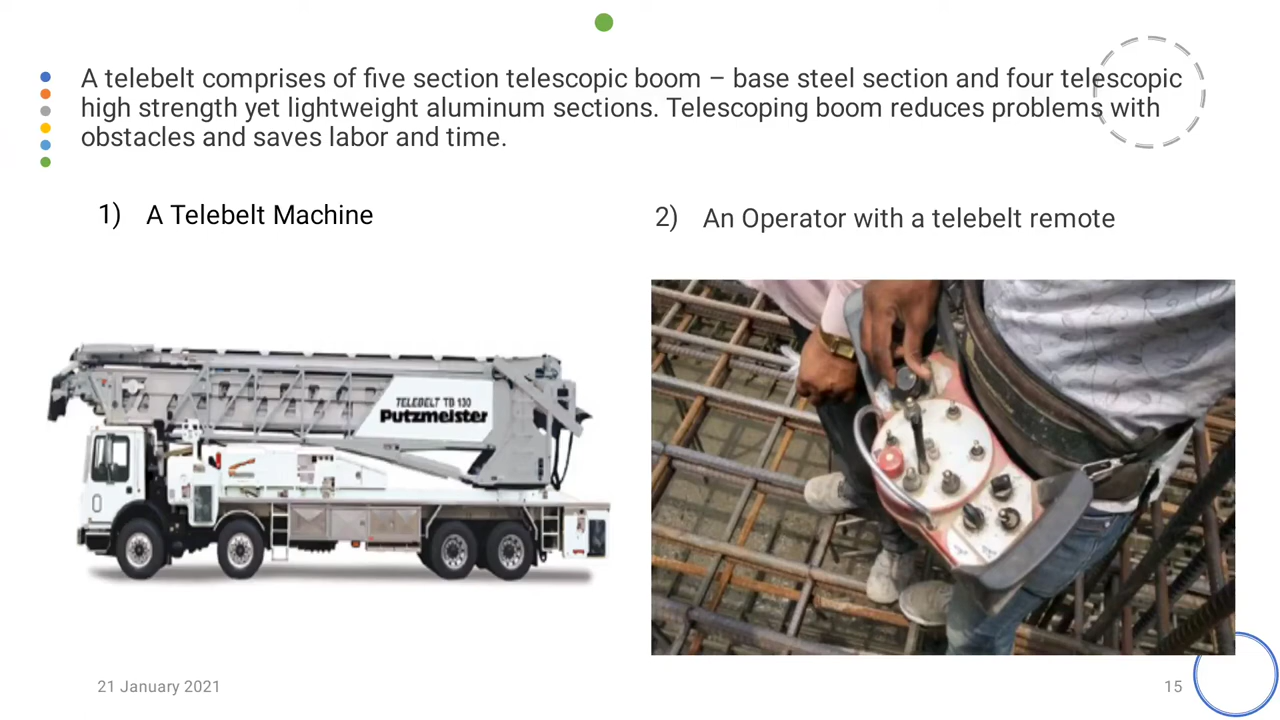 A telebelt comprises of five section telescopic boom – base steel section and four telescopic
high strength yet lightweight aluminum sections. Telescoping boom reduces problems with
obstacles and saves labor and time.
1) A Telebelt Machine
2) An Operator with a telebelt remote
TELEBELT TB 130
Putzmeister
21 January 2021
15